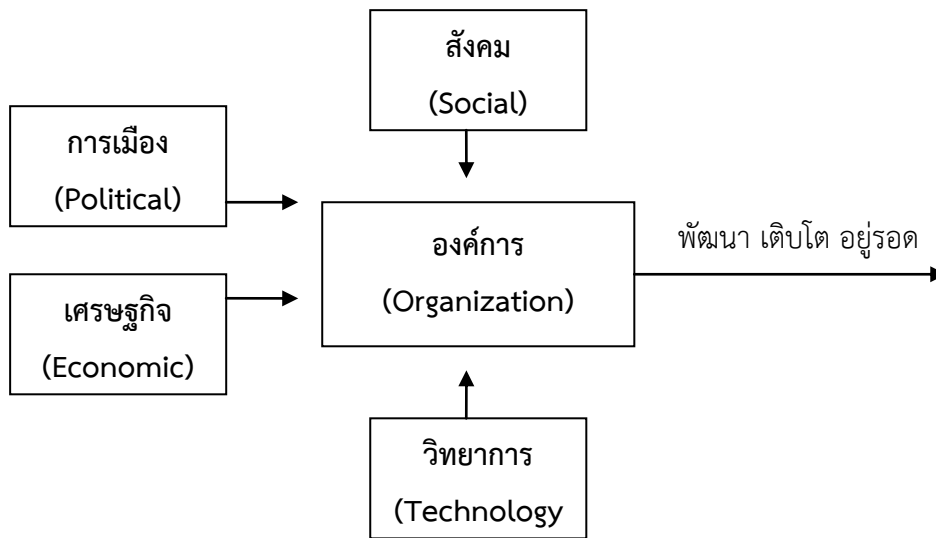 สังคม
(Social)
การเมือง
(Political)
องค์การ
(Organization)
พัฒนา เติบโต อยู่รอด
เศรษฐกิจ
(Economic)
วิทยาการ
(Technology